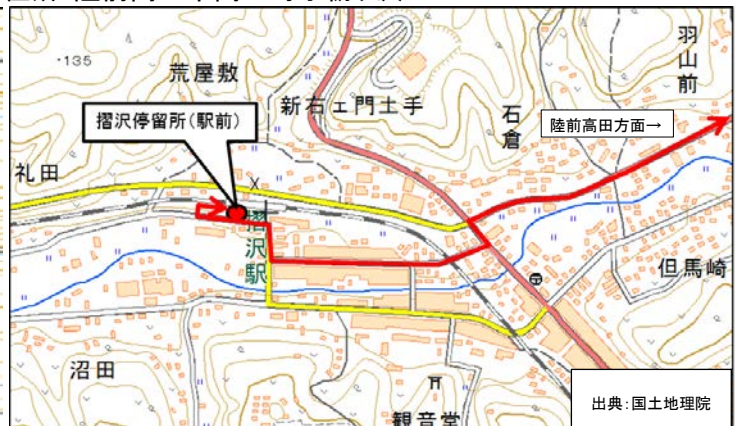 ・135
荒屋敷
羽山前
摺沢停留所(駅前)
新右エ門土手
石倉
陸前高田方面→
礼田
摺沢駅
但馬崎
沼田
観音堂
出典:国土地理院